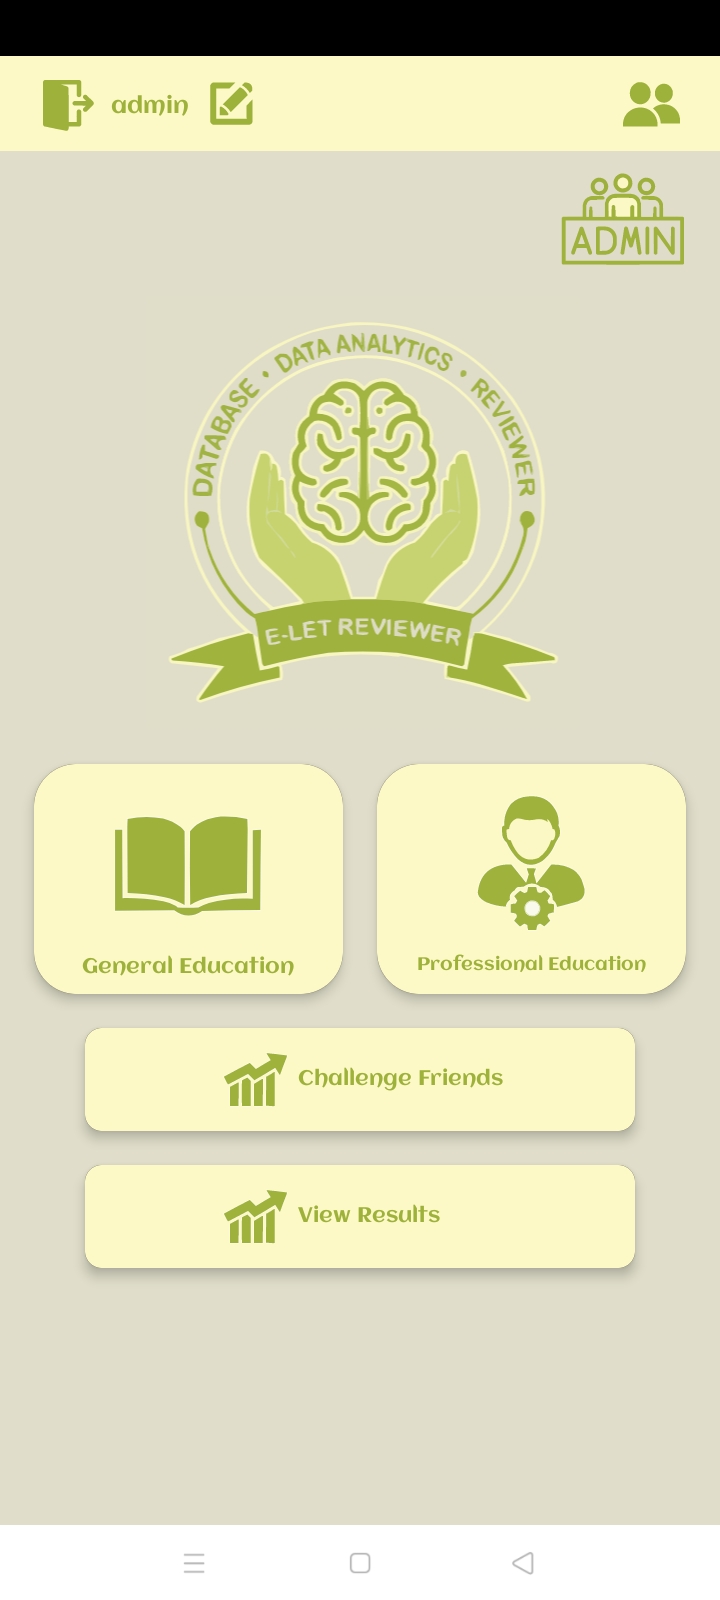 admin
ADMIN
DATABASE • DATA ANALYTICS • REVIEWER
E-LET REVIEWER
General Education
Professional Education
Challenge Friends
View Results